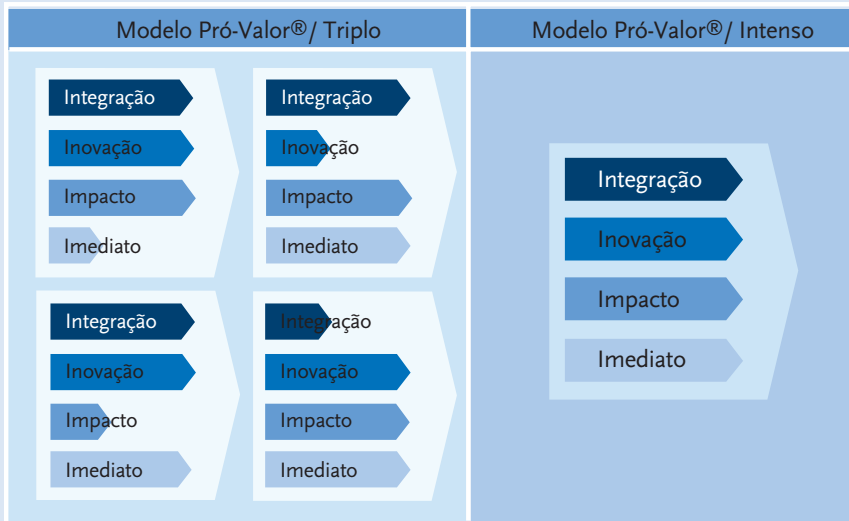 Modelo Pró-Valor®/ Triplo
Integração
Inovação
Impacto
Imediato
Integração
Inovação
Impacto
Imediato
Integração
Inovação
Impacto
Imediato
Integração
Inovação
Impacto
Imediato
Modelo Pró-Valor®/ Intenso
Integração
Inovação
Impacto
Imediato